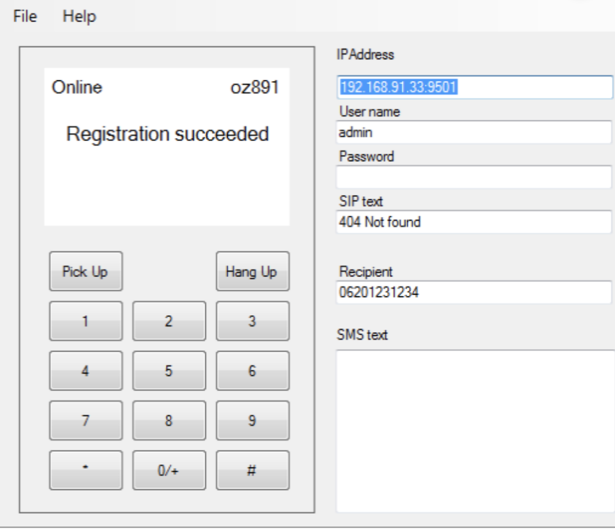 File Help
Online oz891
Registration succeeded
Pick Up Hang Up
1 2 3
4 5 6
7 8 9
* 0/+ #
IPAddress
192.168.91.33:9501
User name
admin
Password
SIP text
404 Not found
Recipient
06201231234
SMS text